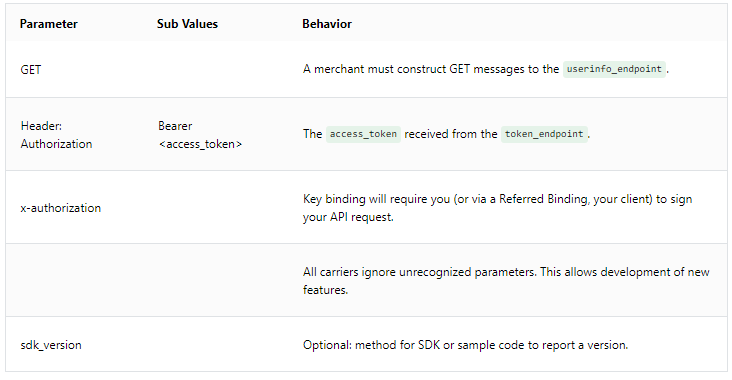 Parameter Sub Values Behavior
GET A merchant must construct GET messages to the userinfo_endpoint.
Header:
Authorization
Bearer
<access_token>
The access_token received from the token_endpoint.
x-authorization
Key binding will require you (or via a Referred Binding, your client) to sign
your API request.
All carriers ignore unrecognized parameters. This allows development of new
features.
sdk_version Optional: method for SDK or sample code to report a version.